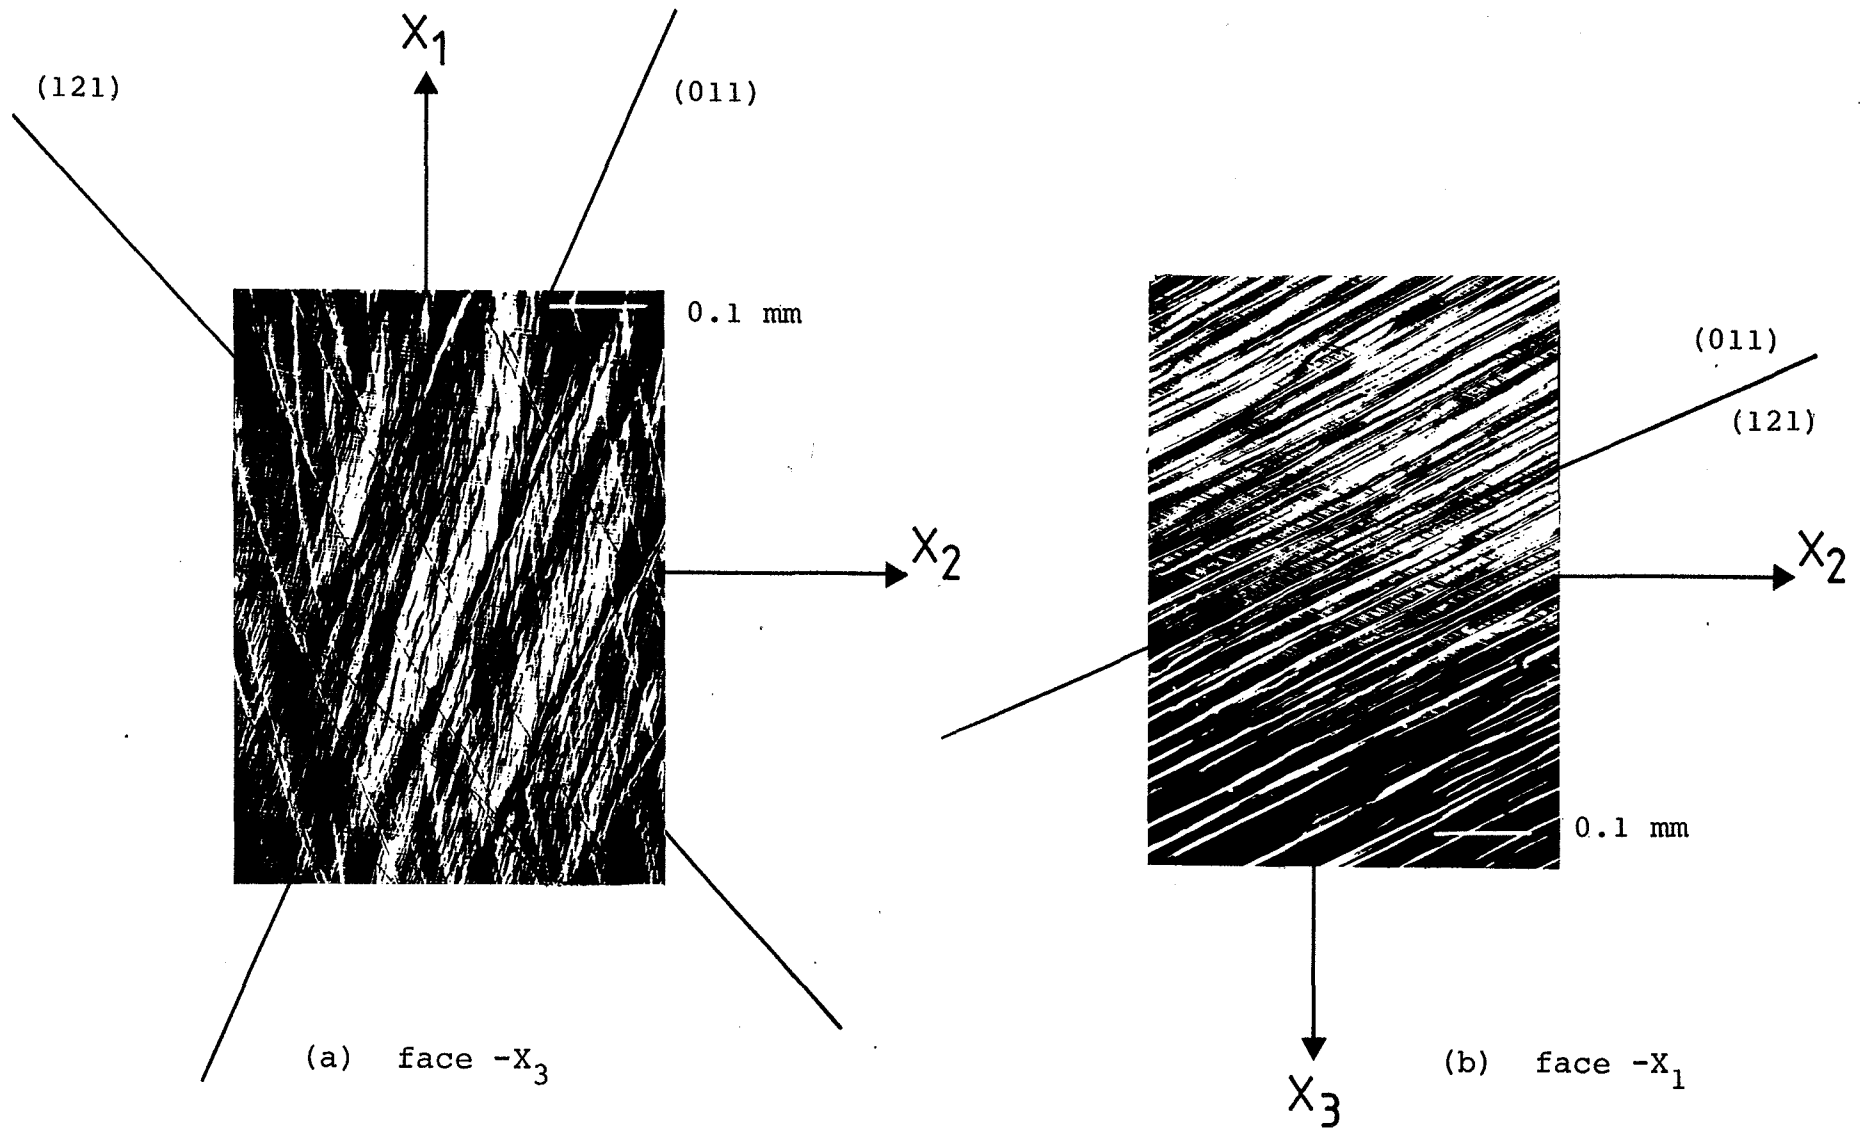 X₁
(121)
(011)
0.1 mm
X₂
(a) face -X₃
(011)
(121)
X₂
0.1 mm
X₃
(b) face -X₁